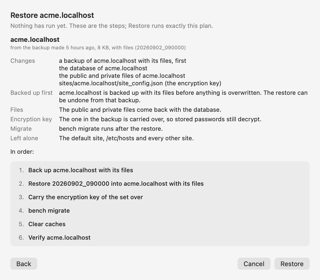 Restore acme.localhost
Nothing has run yet. These are the steps; Restore runs exactly this plan.
acme.localhost
from the backup made 5 hours ago, 8 KB, with files (20260902_090000)
Changes a backup of acme.localhost with its files, first
the database of acme.localhost
the public and private files of acme.localhost
sites/acme.localhost/site_config.json (the encryption key)
Backed up first acme.localhost is backed up with its files before anything is overwritten. The restore can
be undone from that backup.
Files The public and private files come back with the database.
Encryption key The one in the backup is carried over, so stored passwords still decrypt.
Migrate bench migrate runs after the restore.
Left alone The default site, /etc/hosts and every other site.
In order:
1. Back up acme.localhost with its files
2. Restore 20260902_090000 into acme.localhost with its files
3. Carry the encryption key of the set over
4. bench migrate
5. Clear caches
6. Verify acme.localhost
Back Cancel Restore